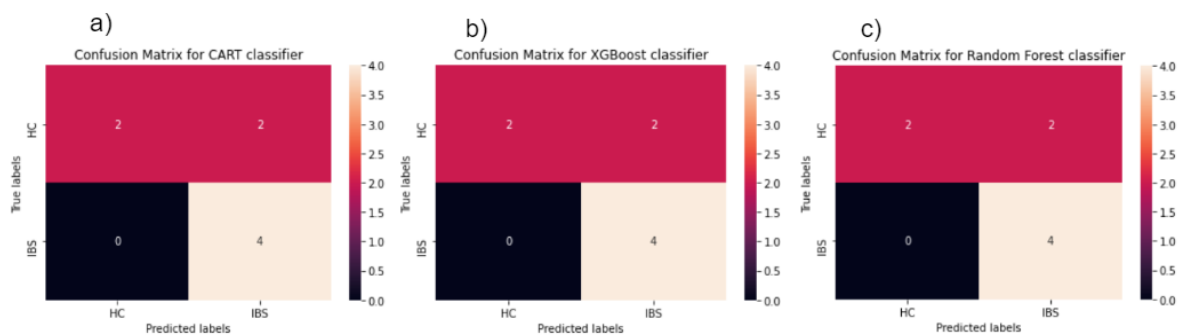 a)
Confusion Matrix for CART classifier
True labels
HC
IBS
2
2
0
4
HC
IBS
Predicted labels
4.0
3.5
3.0
2.5
2.0
1.5
1.0
0.5
0.0
b)
Confusion Matrix for XGBoost classifier
True labels
HC
IBS
2
2
0
4
HC
IBS
Predicted labels
4.0
3.5
3.0
2.5
2.0
1.5
1.0
0.5
0.0
c)
Confusion Matrix for Random Forest classifier
True labels
HC
IBS
2
2
0
4
HC
IBS
Predicted labels
4.0
3.5
3.0
2.5
2.0
1.5
1.0
0.5
0.0